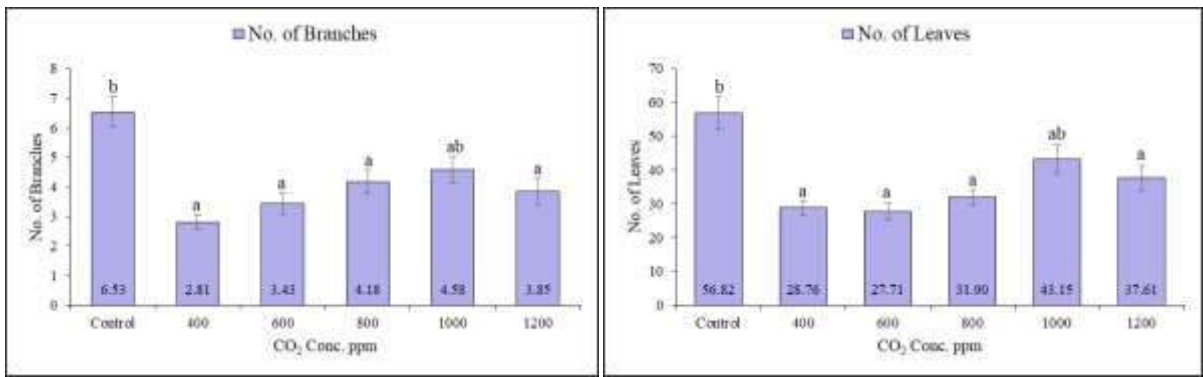 No. of Branches
No. of Branches
8
7
6
5
4
3
2
1
0
b
a
a
a
ab
a
6.53
2.81
3.43
4.18
4.58
3.85
Control
400
600
800
1000
1200
CO₂ Conc. ppm
No. of Leaves
No. of Leaves
70
60
50
40
30
20
10
0
b
a
a
a
ab
a
56.82
28.76
27.71
31.99
43.15
37.61
Control
400
600
800
1000
1200
CO₂ Conc. ppm